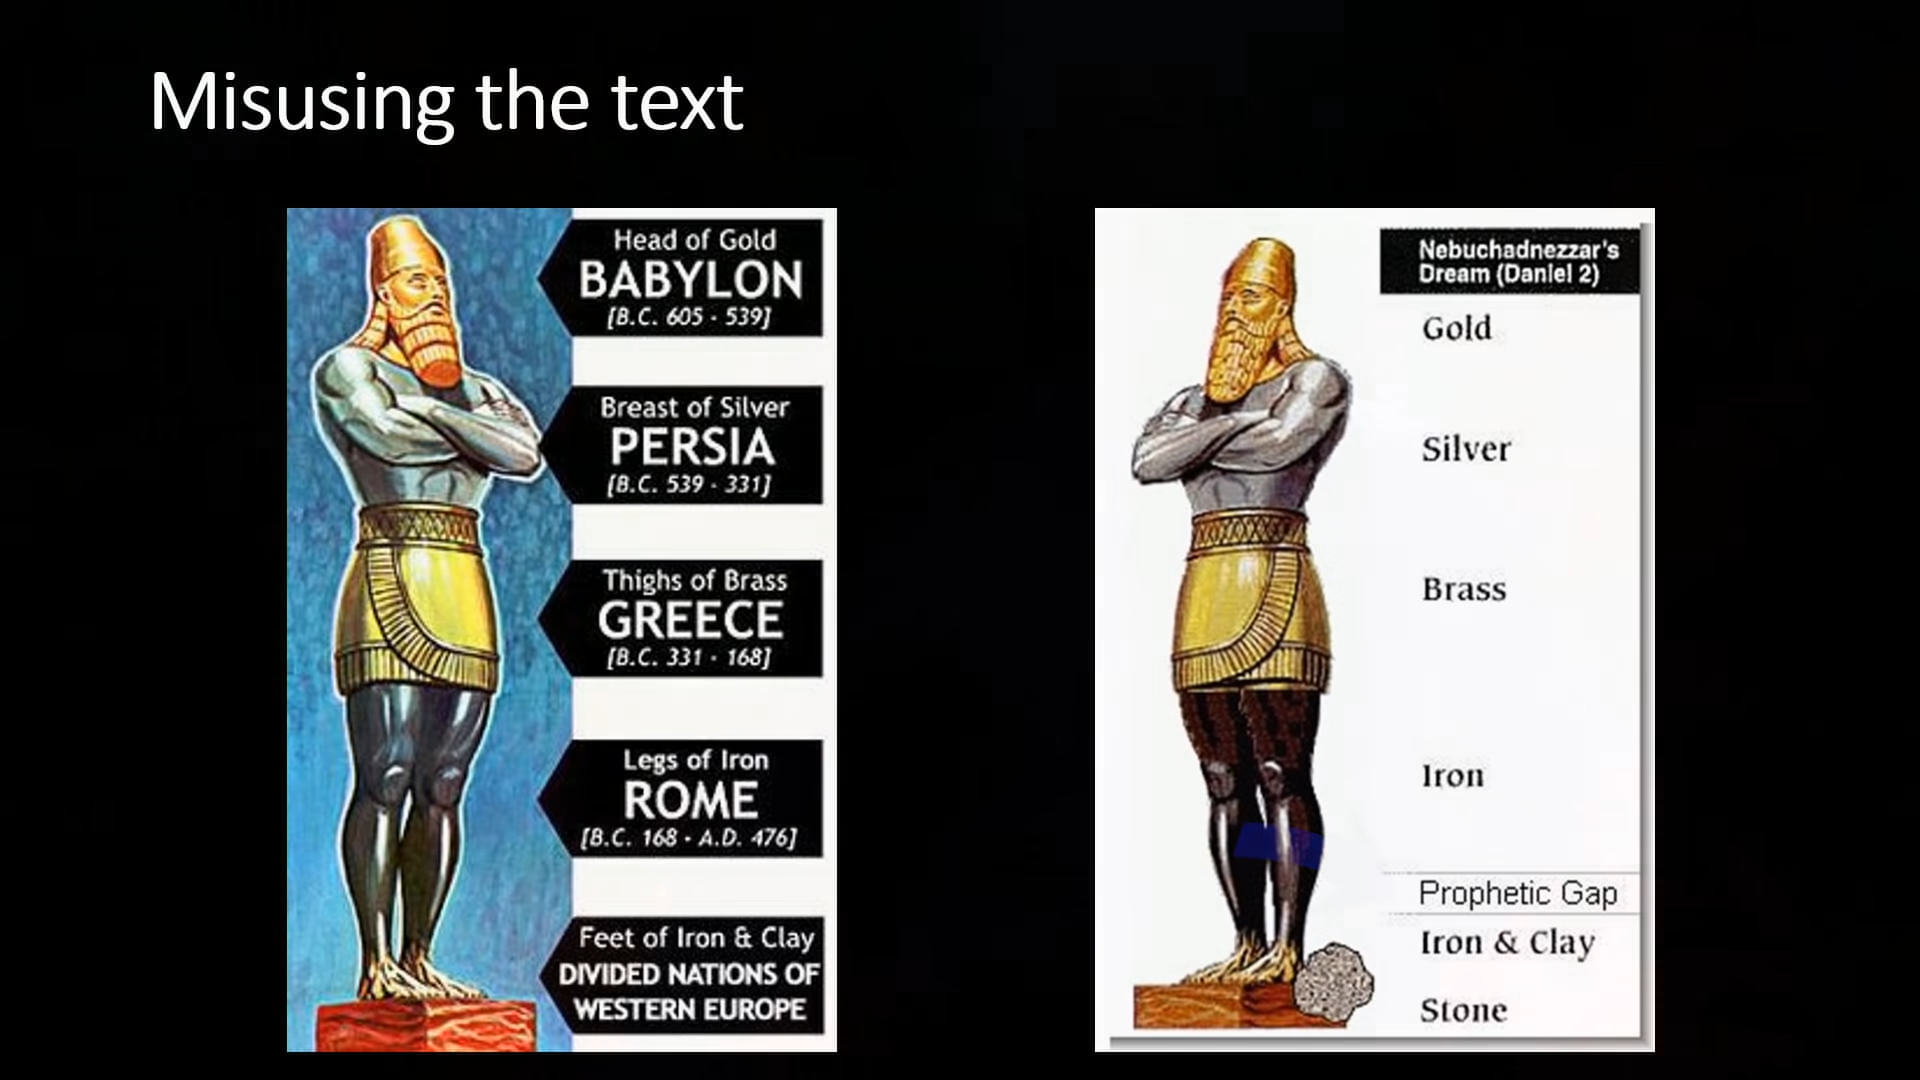 Misusing the text
Head of Gold
BABYLON
[B.C. 605 - 539]
Breast of Silver
PERSIA
[B.C. 539 - 331]
Thighs of Brass
GREECE
[B.C. 331 - 168]
Legs of Iron
ROME
[B.C. 168 - A.D. 476]
Feet of Iron & Clay
DIVIDED NATIONS OF
WESTERN EUROPE
Nebuchadnezzar's
Dream (Daniel 2)
Gold
Silver
Brass
Iron
Prophetic Gap
Iron & Clay
Stone